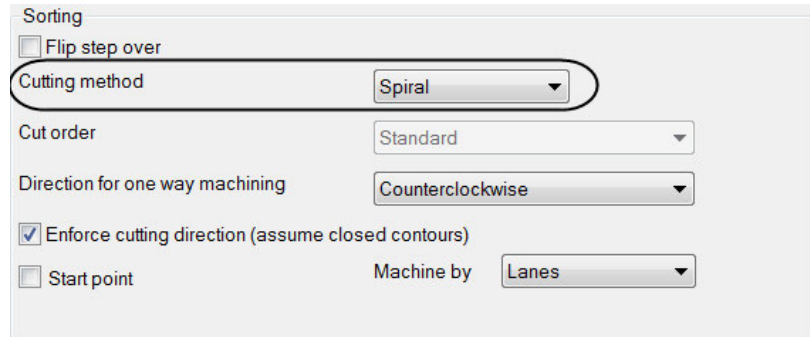 Sorting
Flip step over
Cutting method Spiral
Cut order Standard
Direction for one way machining Counterclockwise
Enforce cutting direction (assume closed contours)
Start point Machine by Lanes